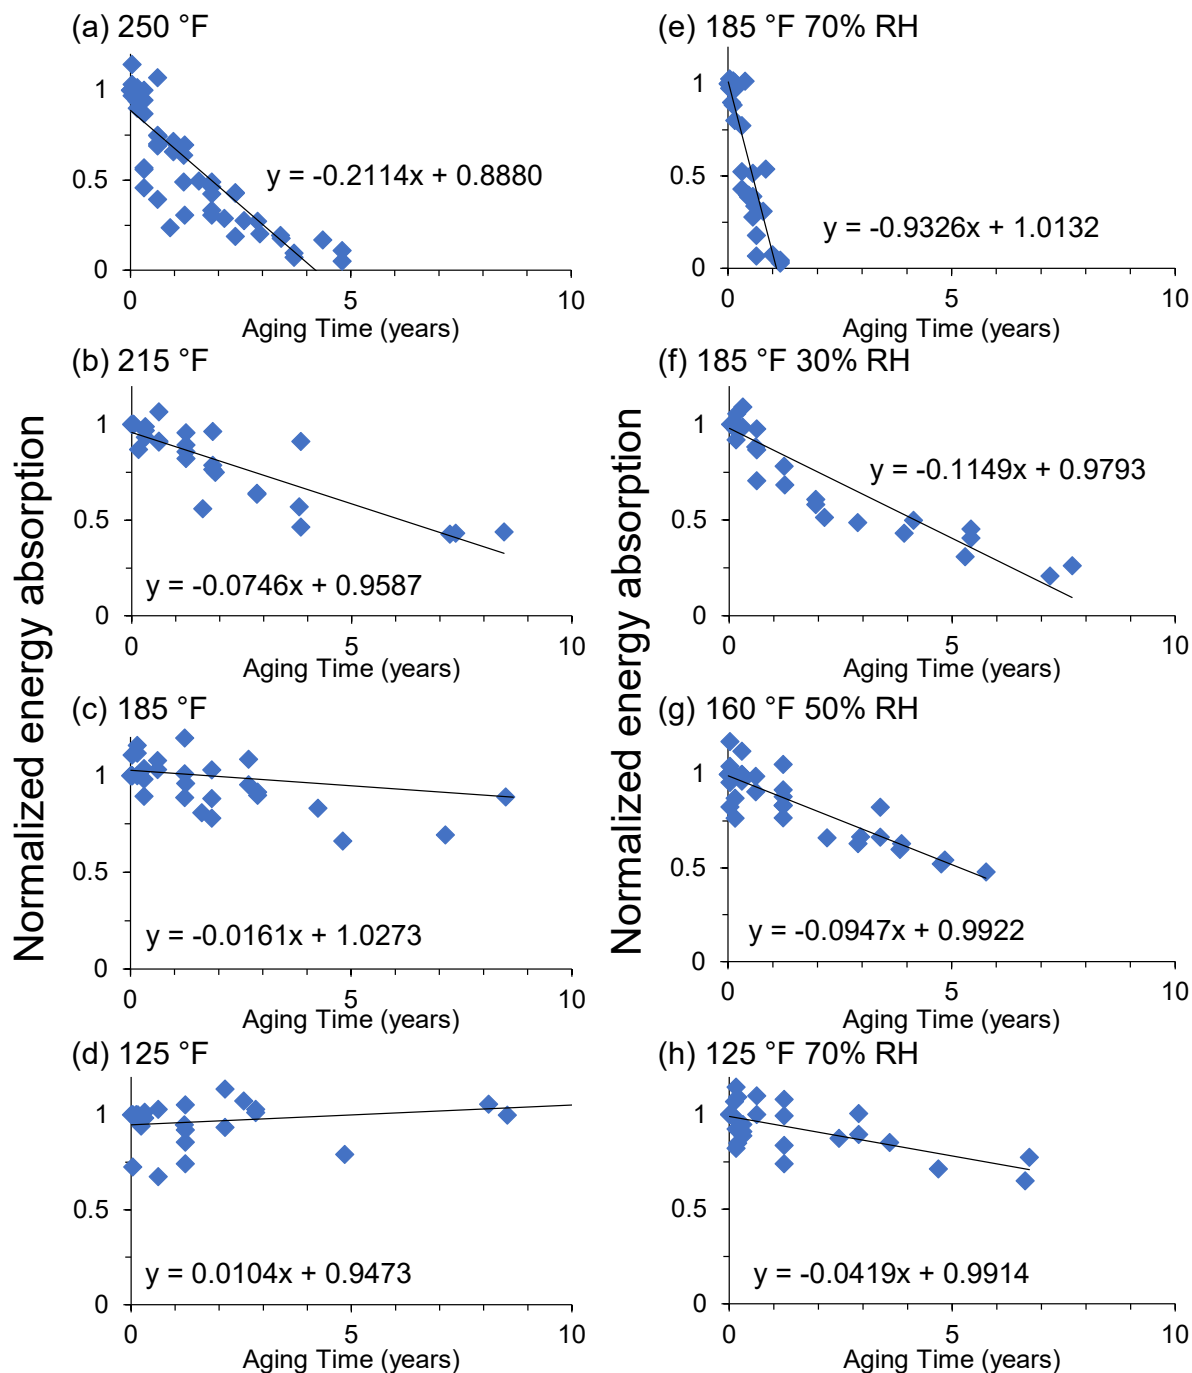 (a) 250 °F
1
0.5
0
y = -0.2114x + 0.8880
0
5
10
Aging Time (years)
(b) 215 °F
1
0.5
0
y = -0.0746x + 0.9587
0
5
10
Aging Time (years)
Normalized energy absorption
(c) 185 °F
1
0.5
0
y = -0.0161x + 1.0273
0
5
10
Aging Time (years)
(d) 125 °F
1
0.5
0
y = 0.0104x + 0.9473
0
5
10
Aging Time (years)
(e) 185 °F 70% RH
1
0.5
0
y = -0.9326x + 1.0132
0
5
10
Aging Time (years)
(f) 185 °F 30% RH
1
0.5
0
y = -0.1149x + 0.9793
0
5
10
Aging Time (years)
Normalized energy absorption
(g) 160 °F 50% RH
1
0.5
0
y = -0.0947x + 0.9922
0
5
10
Aging Time (years)
(h) 125 °F 70% RH
1
0.5
0
y = -0.0419x + 0.9914
0
5
10
Aging Time (years)